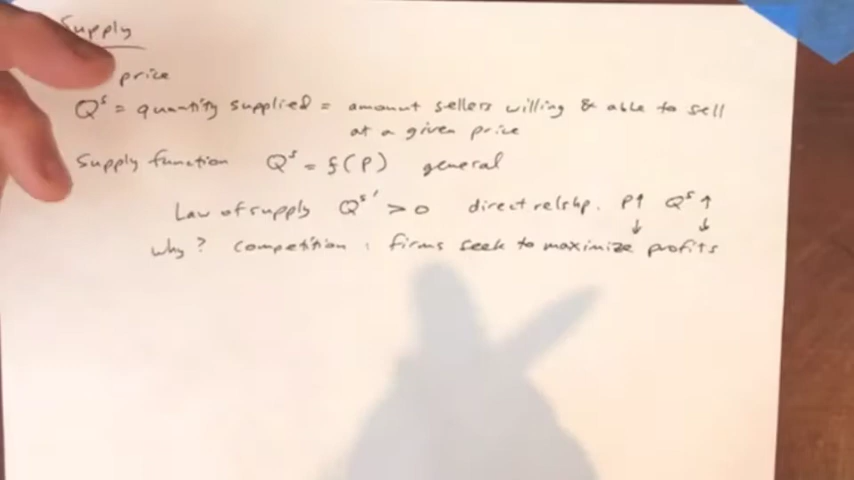 Supply
price
Qˢ = quantity supplied = amount sellers willing & able to sell
at a given price
Supply function Qˢ = f(P) general
Law of supply Qˢ' > 0 direct relshp. P↑ Qˢ↑
↓ ↓
why? competition : firms seek to maximize profits